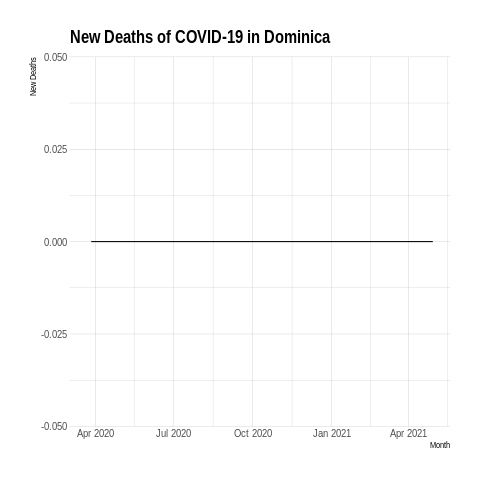 New Deaths of COVID-19 in Dominica
New Deaths
0.050
0.025
0.000
-0.025
-0.050
Apr 2020 Jul 2020 Oct 2020 Jan 2021 Apr 2021
Month